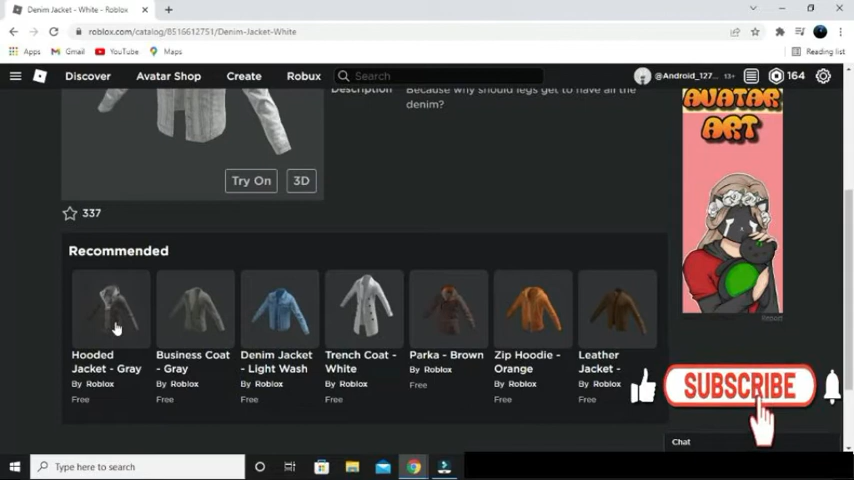 Denim Jacket - White - Roblox
roblox.com/catalog/8516612751/Denim-Jacket-White
Apps Gmail YouTube Maps Reading list
Discover Avatar Shop Create Robux Search @Android_127... 13+ 164
Description Because why should legs get to have all the
denim?
AVATAR
ART
Try On 3D
337
Recommended
Report
Hooded
Jacket - Gray
By Roblox
Free
Business Coat
- Gray
By Roblox
Free
Denim Jacket
- Light Wash
By Roblox
Free
Trench Coat -
White
By Roblox
Free
Parka - Brown
By Roblox
Free
Zip Hoodie -
Orange
By Roblox
Free
Leather
Jacket -
By Roblox
Free
SUBSCRIBE
Chat
Type here to search